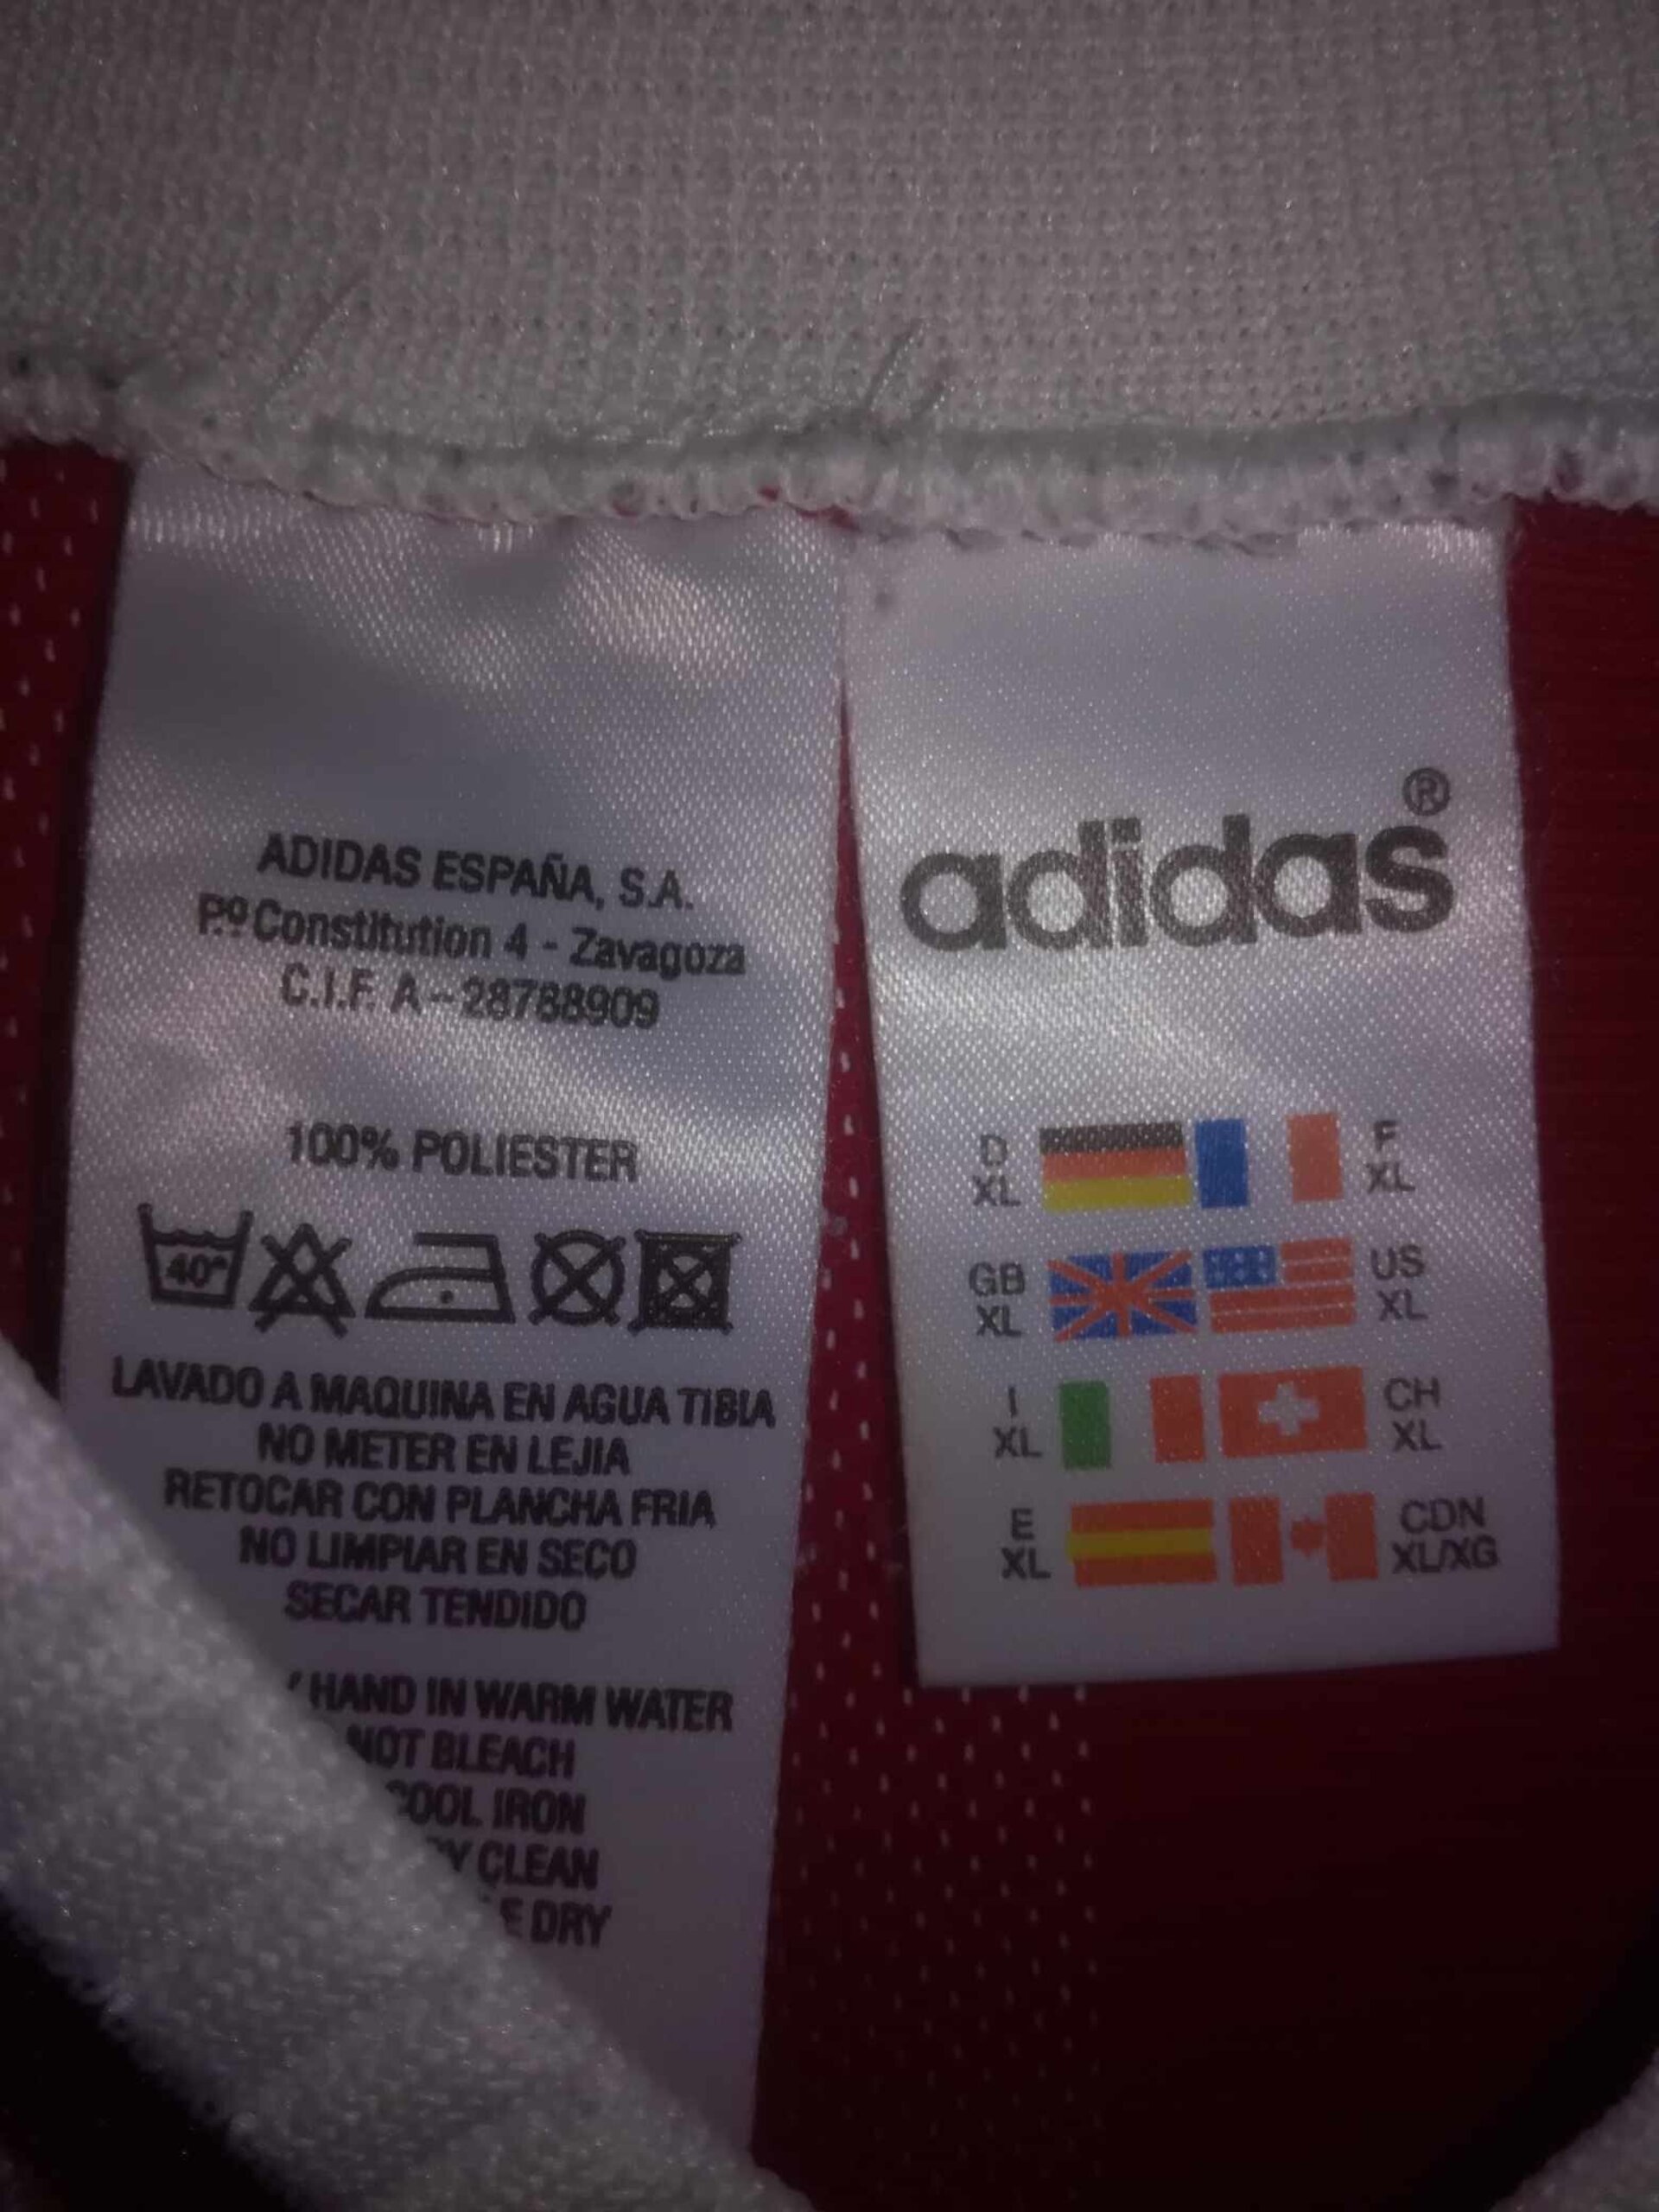 ADIDAS ESPAÑA, S.A.
Pº Constitution 4 - Zavagoza
C.I.F. A-28788909
100% POLIESTER
40°
LAVADO A MAQUINA EN AGUA TIBIA
NO METER EN LEJIA
RETOCAR CON PLANCHA FRIA
NO LIMPIAR EN SECO
SECAR TENDIDO
HAND IN WARM WATER
NOT BLEACH
COOL IRON
Y CLEAN
E DRY
adidas®
D XL F XL
GB XL US XL
I XL CH XL
E XL CDN XL/XG